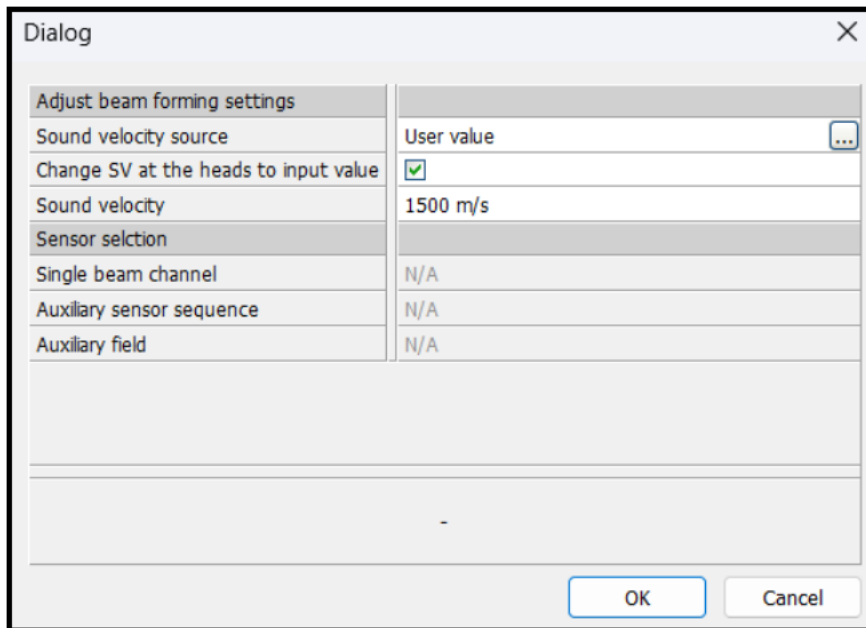 Dialog
Adjust beam forming settings
Sound velocity source User value ...
Change SV at the heads to input value
Sound velocity 1500 m/s
Sensor selction
Single beam channel N/A
Auxiliary sensor sequence N/A
Auxiliary field N/A
-
OK Cancel